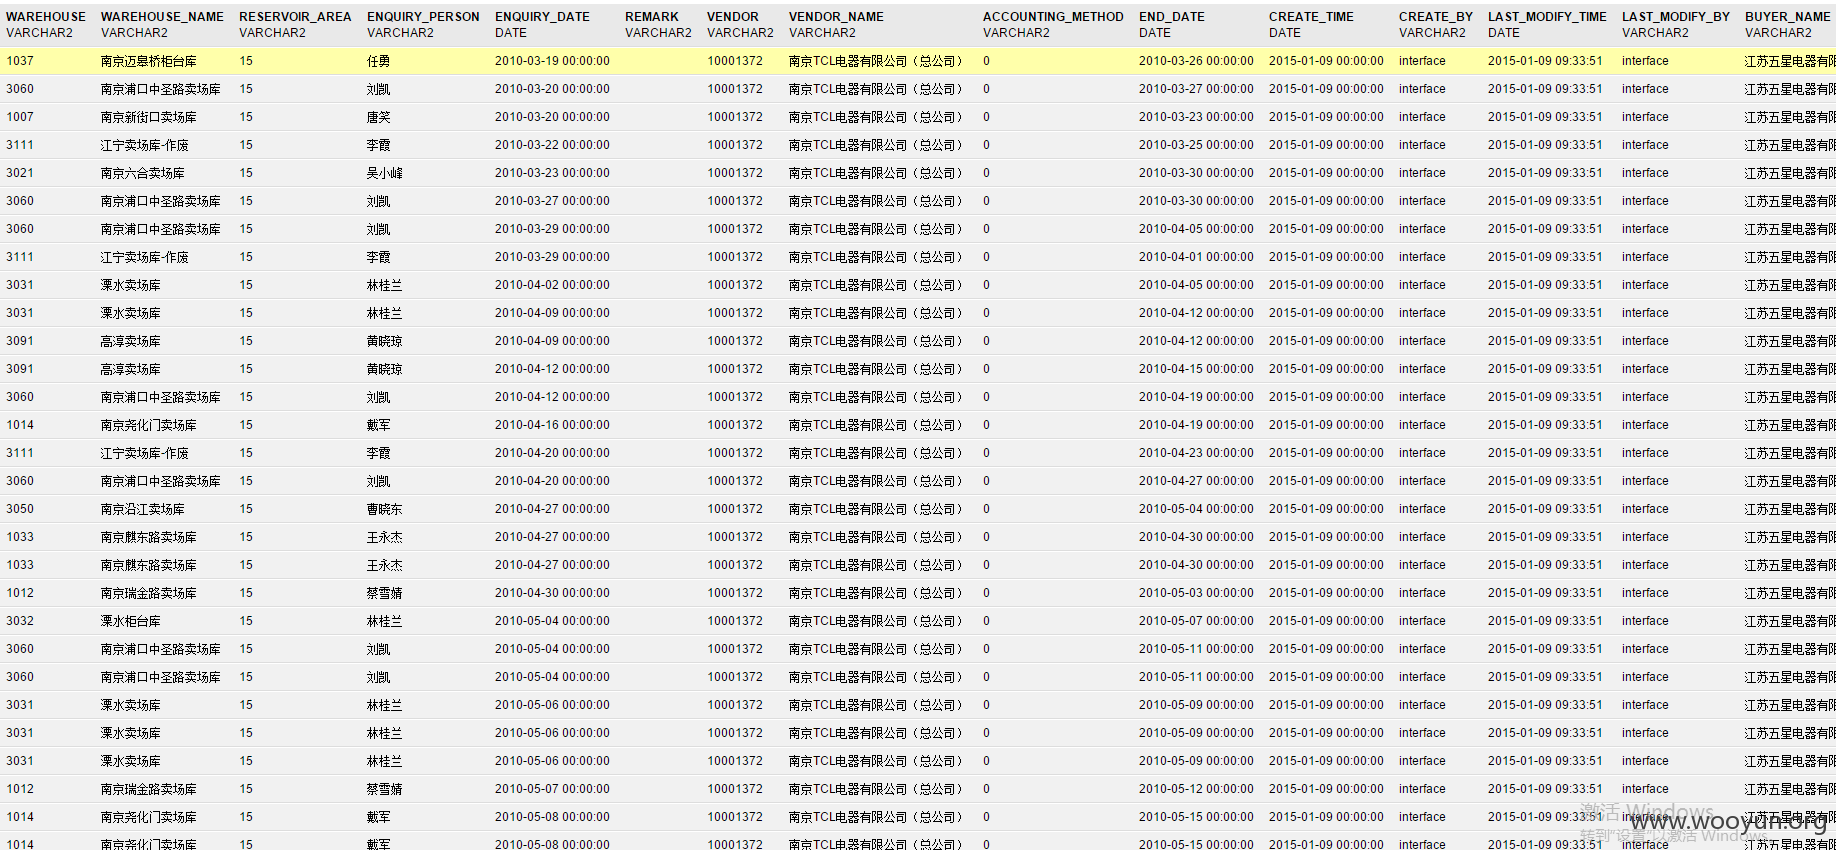 WAREHOUSE WAREHOUSE_NAME RESERVOIR_AREA ENQUIRY_PERSON ENQUIRY_DATE REMARK VENDOR VENDOR_NAME ACCOUNTING_METHOD END_DATE CREATE_TIME CREATE_BY LAST_MODIFY_TIME LAST_MODIFY_BY BUYER_NAME
VARCHAR2 VARCHAR2 VARCHAR2 VARCHAR2 DATE VARCHAR2 VARCHAR2 VARCHAR2 VARCHAR2 DATE DATE VARCHAR2 DATE VARCHAR2 VARCHAR2
1037 南京迈皋桥柜台库 15 任勇 2010-03-19 00:00:00 10001372 南京TCL电器有限公司（总公司） 0 2010-03-26 00:00:00 2015-01-09 00:00:00 interface 2015-01-09 09:33:51 interface 江苏五星电器有限
3060 南京浦口中圣路卖场库 15 刘凯 2010-03-20 00:00:00 10001372 南京TCL电器有限公司（总公司） 0 2010-03-27 00:00:00 2015-01-09 00:00:00 interface 2015-01-09 09:33:51 interface 江苏五星电器有限
1007 南京新街口卖场库 15 唐笑 2010-03-20 00:00:00 10001372 南京TCL电器有限公司（总公司） 0 2010-03-23 00:00:00 2015-01-09 00:00:00 interface 2015-01-09 09:33:51 interface 江苏五星电器有限
3111 江宁卖场库-作废 15 李霞 2010-03-22 00:00:00 10001372 南京TCL电器有限公司（总公司） 0 2010-03-25 00:00:00 2015-01-09 00:00:00 interface 2015-01-09 09:33:51 interface 江苏五星电器有限
3021 南京六合卖场库 15 吴小峰 2010-03-23 00:00:00 10001372 南京TCL电器有限公司（总公司） 0 2010-03-30 00:00:00 2015-01-09 00:00:00 interface 2015-01-09 09:33:51 interface 江苏五星电器有限
3060 南京浦口中圣路卖场库 15 刘凯 2010-03-27 00:00:00 10001372 南京TCL电器有限公司（总公司） 0 2010-03-30 00:00:00 2015-01-09 00:00:00 interface 2015-01-09 09:33:51 interface 江苏五星电器有限
3060 南京浦口中圣路卖场库 15 刘凯 2010-03-29 00:00:00 10001372 南京TCL电器有限公司（总公司） 0 2010-04-05 00:00:00 2015-01-09 00:00:00 interface 2015-01-09 09:33:51 interface 江苏五星电器有限
3111 江宁卖场库-作废 15 李霞 2010-03-29 00:00:00 10001372 南京TCL电器有限公司（总公司） 0 2010-04-01 00:00:00 2015-01-09 00:00:00 interface 2015-01-09 09:33:51 interface 江苏五星电器有限
3031 溧水卖场库 15 林桂兰 2010-04-02 00:00:00 10001372 南京TCL电器有限公司（总公司） 0 2010-04-05 00:00:00 2015-01-09 00:00:00 interface 2015-01-09 09:33:51 interface 江苏五星电器有限
3031 溧水卖场库 15 林桂兰 2010-04-09 00:00:00 10001372 南京TCL电器有限公司（总公司） 0 2010-04-12 00:00:00 2015-01-09 00:00:00 interface 2015-01-09 09:33:51 interface 江苏五星电器有限
3091 高淳卖场库 15 黄晓琼 2010-04-09 00:00:00 10001372 南京TCL电器有限公司（总公司） 0 2010-04-12 00:00:00 2015-01-09 00:00:00 interface 2015-01-09 09:33:51 interface 江苏五星电器有限
3091 高淳卖场库 15 黄晓琼 2010-04-12 00:00:00 10001372 南京TCL电器有限公司（总公司） 0 2010-04-15 00:00:00 2015-01-09 00:00:00 interface 2015-01-09 09:33:51 interface 江苏五星电器有限
3060 南京浦口中圣路卖场库 15 刘凯 2010-04-12 00:00:00 10001372 南京TCL电器有限公司（总公司） 0 2010-04-19 00:00:00 2015-01-09 00:00:00 interface 2015-01-09 09:33:51 interface 江苏五星电器有限
1014 南京尧化门卖场库 15 戴军 2010-04-16 00:00:00 10001372 南京TCL电器有限公司（总公司） 0 2010-04-19 00:00:00 2015-01-09 00:00:00 interface 2015-01-09 09:33:51 interface 江苏五星电器有限
3111 江宁卖场库-作废 15 李霞 2010-04-20 00:00:00 10001372 南京TCL电器有限公司（总公司） 0 2010-04-23 00:00:00 2015-01-09 00:00:00 interface 2015-01-09 09:33:51 interface 江苏五星电器有限
3060 南京浦口中圣路卖场库 15 刘凯 2010-04-20 00:00:00 10001372 南京TCL电器有限公司（总公司） 0 2010-04-27 00:00:00 2015-01-09 00:00:00 interface 2015-01-09 09:33:51 interface 江苏五星电器有限
3050 南京沿江卖场库 15 曹晓东 2010-04-27 00:00:00 10001372 南京TCL电器有限公司（总公司） 0 2010-05-04 00:00:00 2015-01-09 00:00:00 interface 2015-01-09 09:33:51 interface 江苏五星电器有限
1033 南京麒东路卖场库 15 王永杰 2010-04-27 00:00:00 10001372 南京TCL电器有限公司（总公司） 0 2010-04-30 00:00:00 2015-01-09 00:00:00 interface 2015-01-09 09:33:51 interface 江苏五星电器有限
1033 南京麒东路卖场库 15 王永杰 2010-04-27 00:00:00 10001372 南京TCL电器有限公司（总公司） 0 2010-04-30 00:00:00 2015-01-09 00:00:00 interface 2015-01-09 09:33:51 interface 江苏五星电器有限
1012 南京瑞金路卖场库 15 蔡雪婧 2010-04-30 00:00:00 10001372 南京TCL电器有限公司（总公司） 0 2010-05-03 00:00:00 2015-01-09 00:00:00 interface 2015-01-09 09:33:51 interface 江苏五星电器有限
3032 溧水柜台库 15 林桂兰 2010-05-04 00:00:00 10001372 南京TCL电器有限公司（总公司） 0 2010-05-07 00:00:00 2015-01-09 00:00:00 interface 2015-01-09 09:33:51 interface 江苏五星电器有限
3060 南京浦口中圣路卖场库 15 刘凯 2010-05-04 00:00:00 10001372 南京TCL电器有限公司（总公司） 0 2010-05-11 00:00:00 2015-01-09 00:00:00 interface 2015-01-09 09:33:51 interface 江苏五星电器有限
3060 南京浦口中圣路卖场库 15 刘凯 2010-05-04 00:00:00 10001372 南京TCL电器有限公司（总公司） 0 2010-05-11 00:00:00 2015-01-09 00:00:00 interface 2015-01-09 09:33:51 interface 江苏五星电器有限
3031 溧水卖场库 15 林桂兰 2010-05-06 00:00:00 10001372 南京TCL电器有限公司（总公司） 0 2010-05-09 00:00:00 2015-01-09 00:00:00 interface 2015-01-09 09:33:51 interface 江苏五星电器有限
3031 溧水卖场库 15 林桂兰 2010-05-06 00:00:00 10001372 南京TCL电器有限公司（总公司） 0 2010-05-09 00:00:00 2015-01-09 00:00:00 interface 2015-01-09 09:33:51 interface 江苏五星电器有限
3031 溧水卖场库 15 林桂兰 2010-05-06 00:00:00 10001372 南京TCL电器有限公司（总公司） 0 2010-05-09 00:00:00 2015-01-09 00:00:00 interface 2015-01-09 09:33:51 interface 江苏五星电器有限
1012 南京瑞金路卖场库 15 蔡雪婧 2010-05-07 00:00:00 10001372 南京TCL电器有限公司（总公司） 0 2010-05-12 00:00:00 2015-01-09 00:00:00 interface 2015-01-09 09:33:51 interface 江苏五星电器有限
1014 南京尧化门卖场库 15 戴军 2010-05-08 00:00:00 10001372 南京TCL电器有限公司（总公司） 0 2010-05-15 00:00:00 2015-01-09 00:00:00 interface 2015-01-09 09:33:51 interface 江苏五星电器有限
1014 南京尧化门卖场库 15 戴军 2010-05-08 00:00:00 10001372 南京TCL电器有限公司（总公司） 0 2010-05-15 00:00:00 2015-01-09 00:00:00 interface 2015-01-09 09:33:51 interface 江苏五星电器有限
激活 Windows
www.wooyun.org
转到"设置"以激活 Windows。